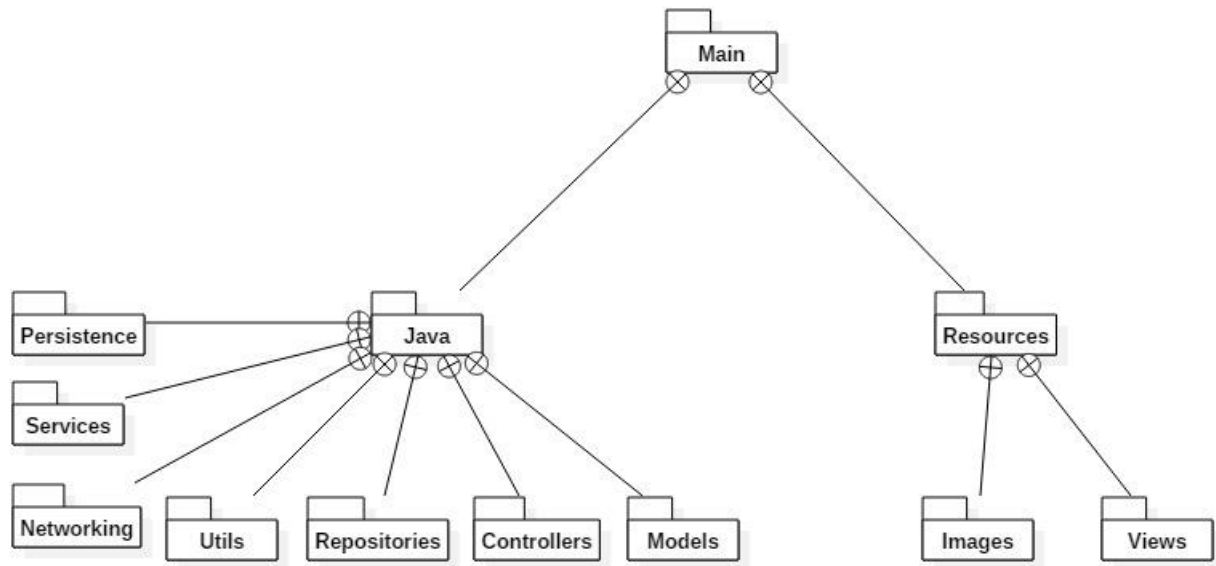 Main
Persistence
Java
Resources
Services
Networking
Utils
Repositories
Controllers
Models
Images
Views